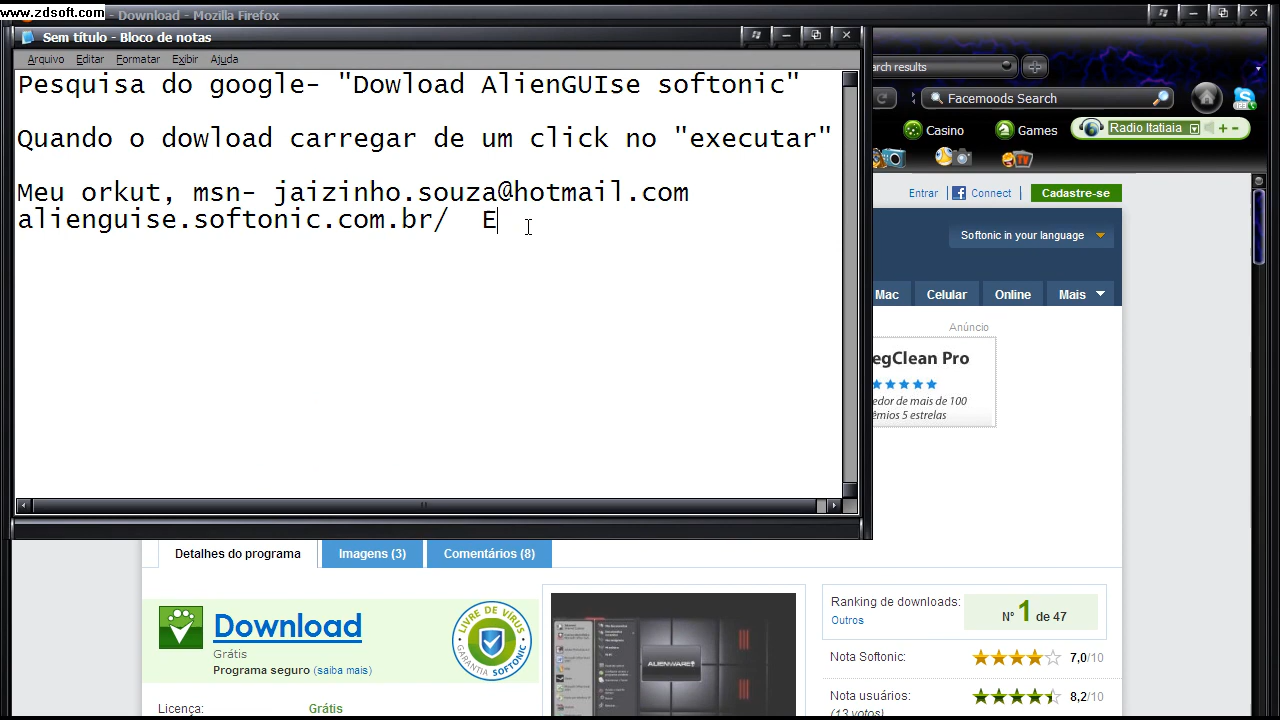 www.zdsoft.com
- Download - Mozilla Firefox
Sem título - Bloco de notas
Arquivo Editar Formatar Exibir Ajuda
Pesquisa do google- "Dowload AlienGUIse softonic"
Quando o dowload carregar de um click no "executar"
Meu orkut, msn- jaizinho.souza@hotmail.com
alienguise.softonic.com.br/ E
arch results
Facemoods Search
Casino
Games
Radio Itatiaia
TV
Entrar
Connect
Cadastre-se
Softonic in your language
Mac
Celular
Online
Mais
Anúncio
egClean Pro
edor de mais de 100
êmios 5 estrelas
Detalhes do programa
Imagens (3)
Comentários (8)
Download
Grátis
Programa seguro (saiba mais)
LIVRE DE VÍRUS
GARANTIA SOFTONIC
Licença: Grátis
ALIENWARE
Ranking de downloads:
Outros
Nº 1 de 47
Nota Softonic: 7,0/10
Nota usuários: 8,2/10
(13 votos)